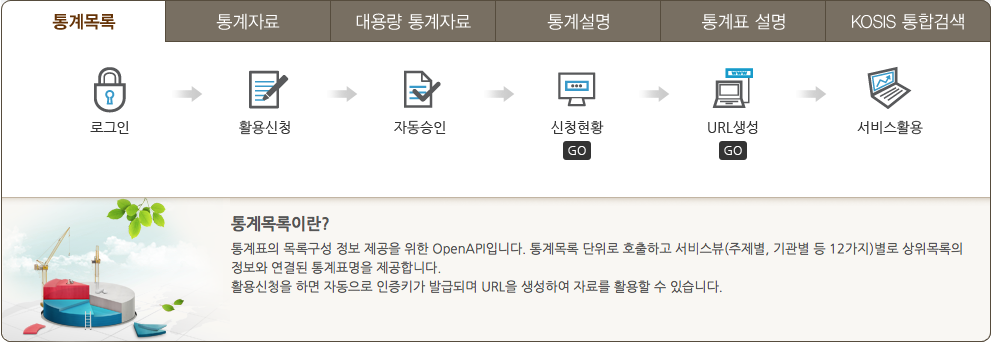 통계목록 통계자료 대용량 통계자료 통계설명 통계표 설명 KOSIS 통합검색
www
로그인 활용신청 자동승인 신청현황 URL생성 서비스활용
GO GO
통계목록이란?
통계표의 목록구성 정보 제공을 위한 OpenAPI입니다. 통계목록 단위로 호출하고 서비스뷰(주제별, 기관별 등 12가지)별로 상위목록의
정보와 연결된 통계표명을 제공합니다.
활용신청을 하면 자동으로 인증키가 발급되며 URL을 생성하여 자료를 활용할 수 있습니다.